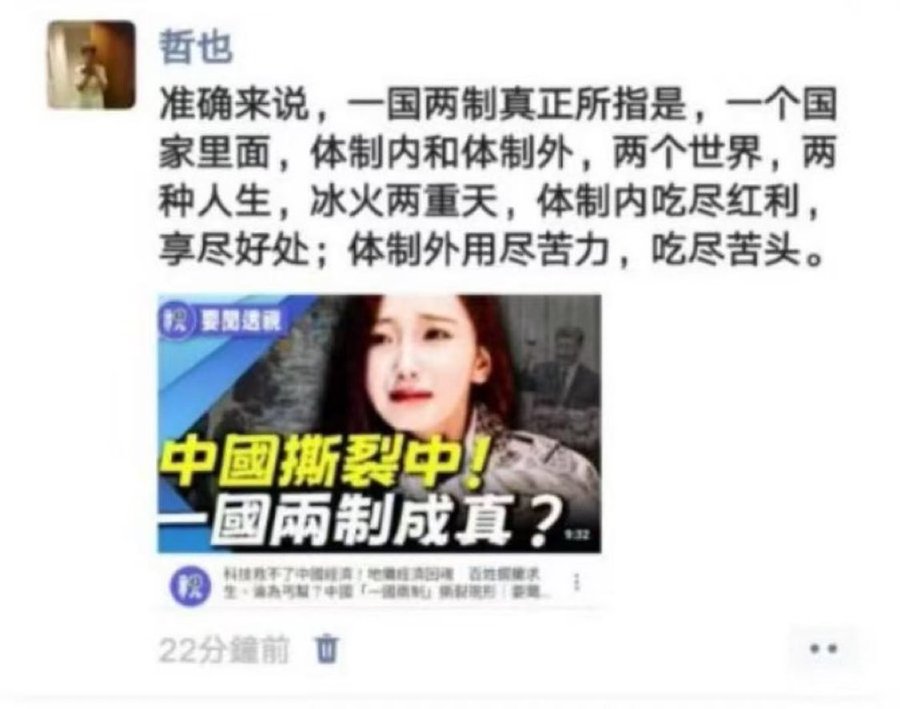 哲也
准确来说，一国两制真正所指是，一个国
家里面，体制内和体制外，两个世界，两
种人生，冰火两重天，体制内吃尽红利，
享尽好处；体制外用尽苦力，吃尽苦头。
要聞透視
中國撕裂中！
一國兩制成真？
9:32
科技救不了中國經濟！地攤經濟回魂 百姓擺攤求
生，淪為丐幫？中國「一國兩制」撕裂現形｜要聞...
22分鐘前